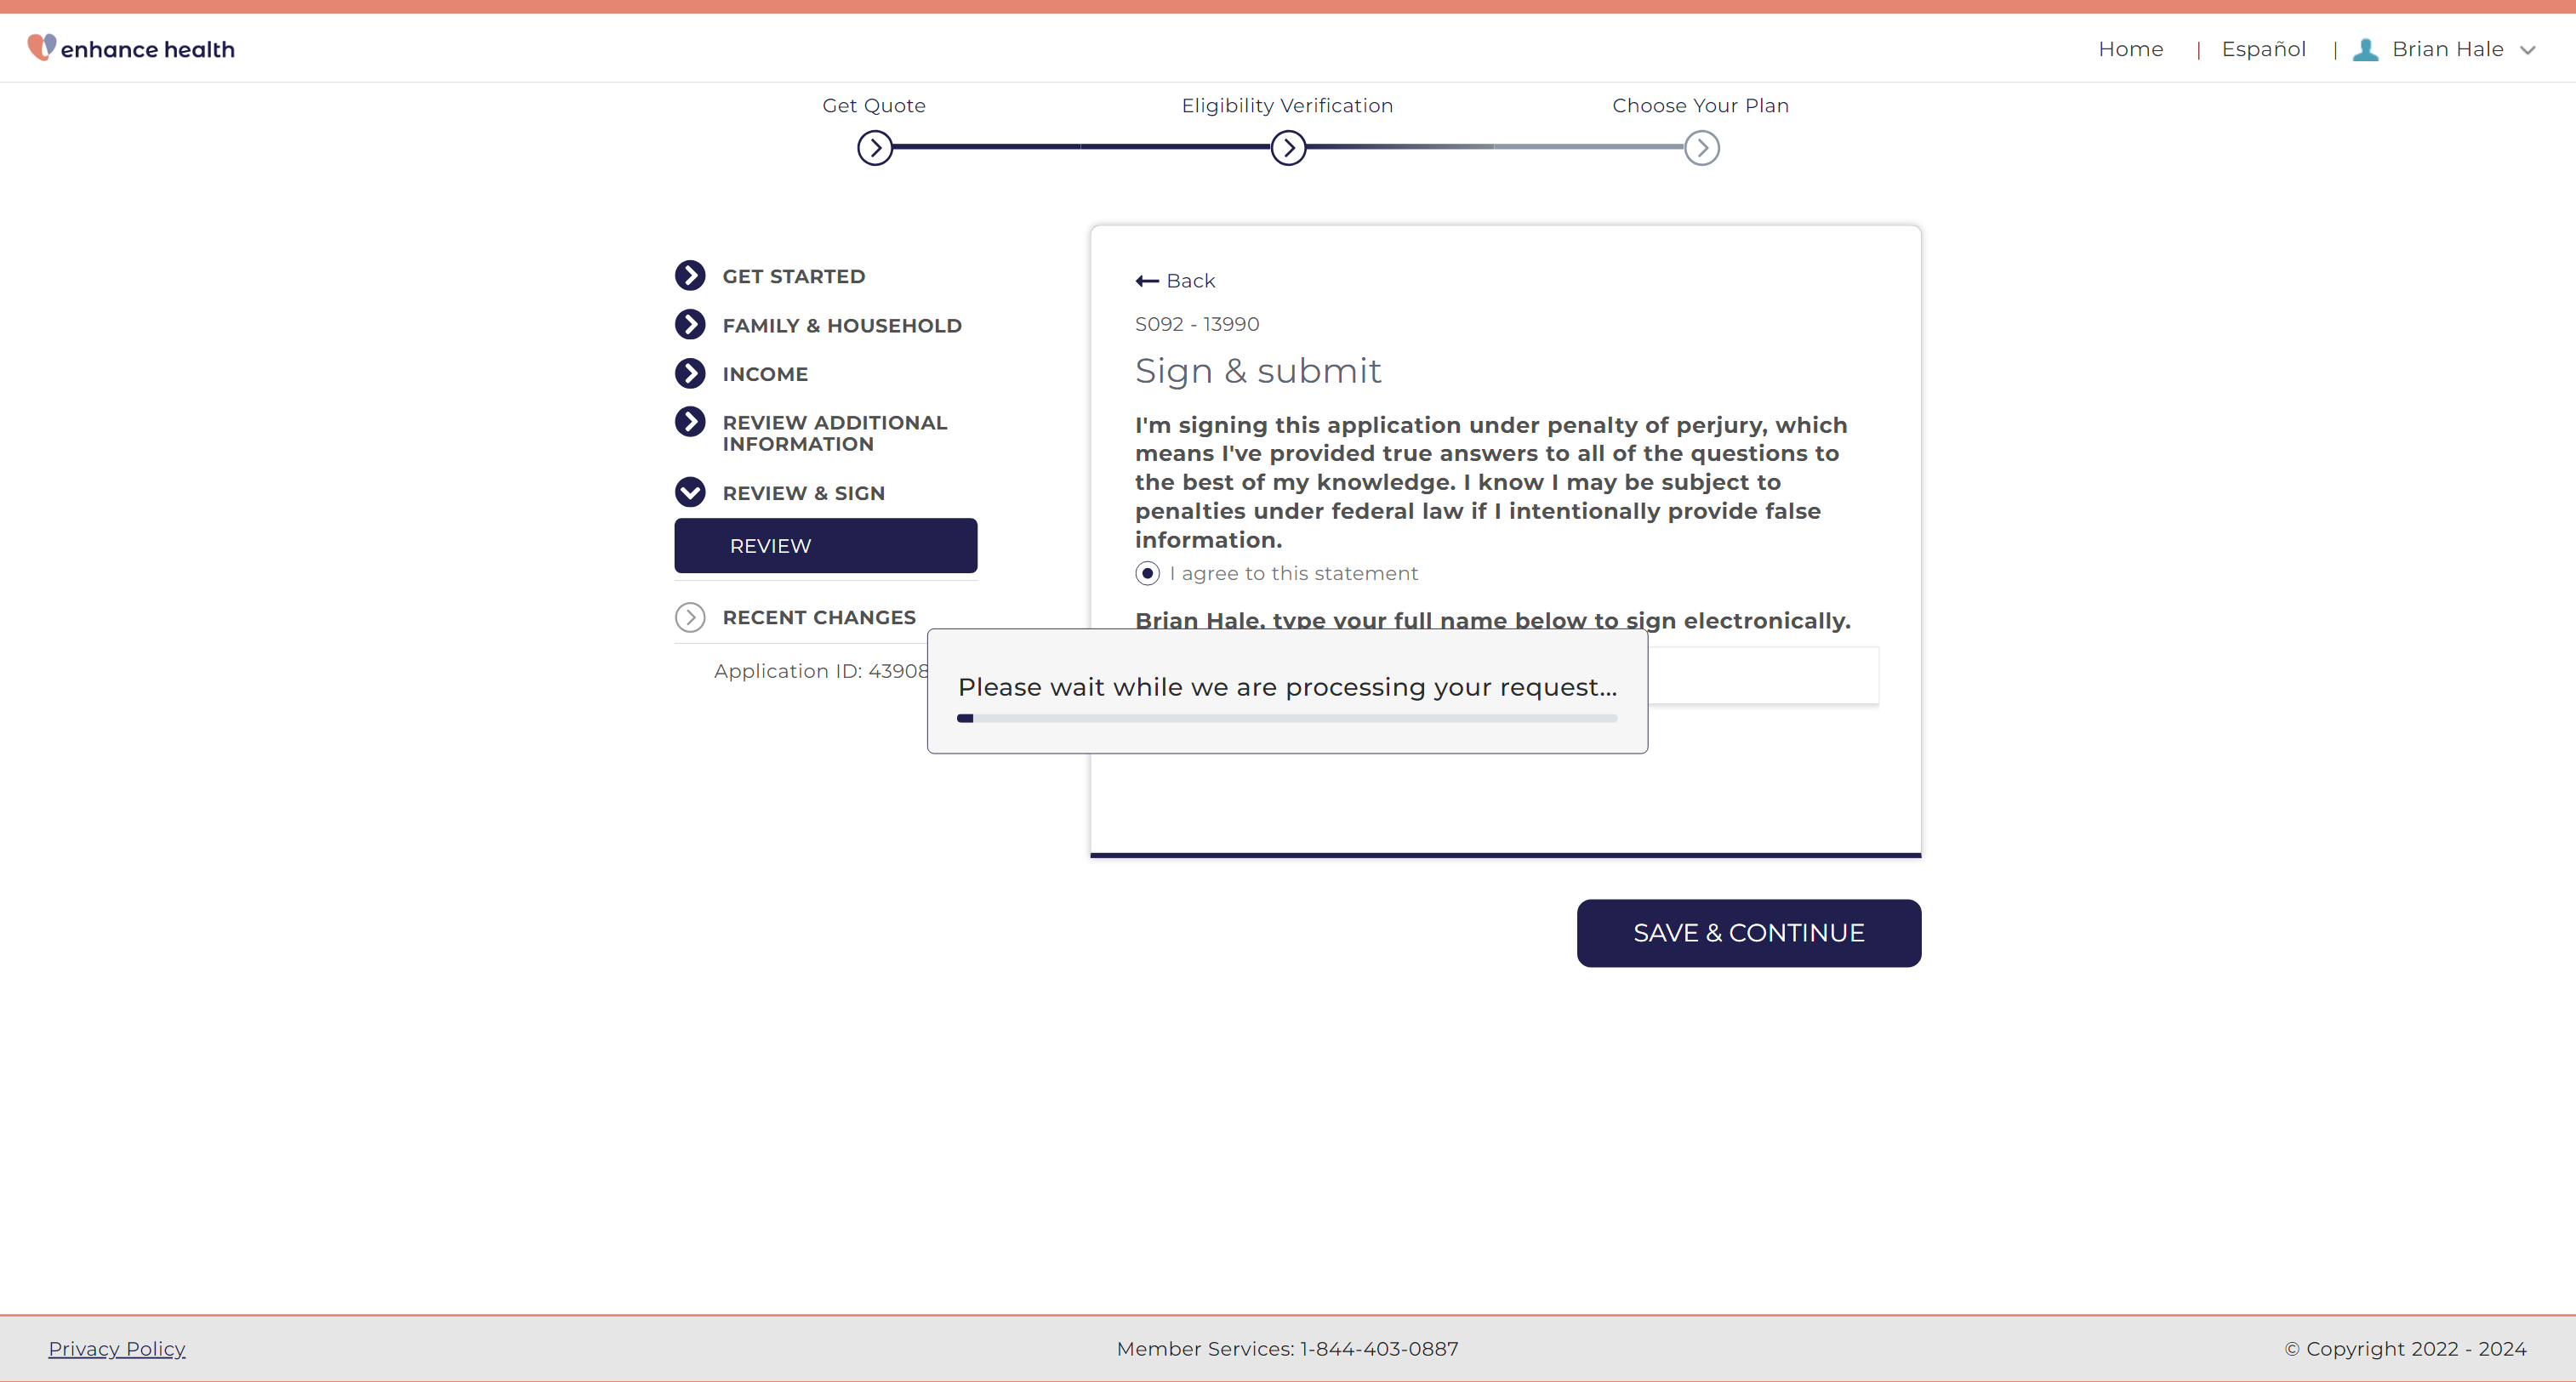 enhance health
Home | Español | Brian Hale
Get Quote
Eligibility Verification
Choose Your Plan
GET STARTED
FAMILY & HOUSEHOLD
INCOME
REVIEW ADDITIONAL
INFORMATION
REVIEW & SIGN
REVIEW
RECENT CHANGES
Application ID: 43908
Back
S092 - 13990
Sign & submit
I'm signing this application under penalty of perjury, which
means I've provided true answers to all of the questions to
the best of my knowledge. I know I may be subject to
penalties under federal law if I intentionally provide false
information.
I agree to this statement
Brian Hale, type your full name below to sign electronically.
Please wait while we are processing your request...
SAVE & CONTINUE
Privacy Policy
Member Services: 1-844-403-0887
© Copyright 2022 - 2024